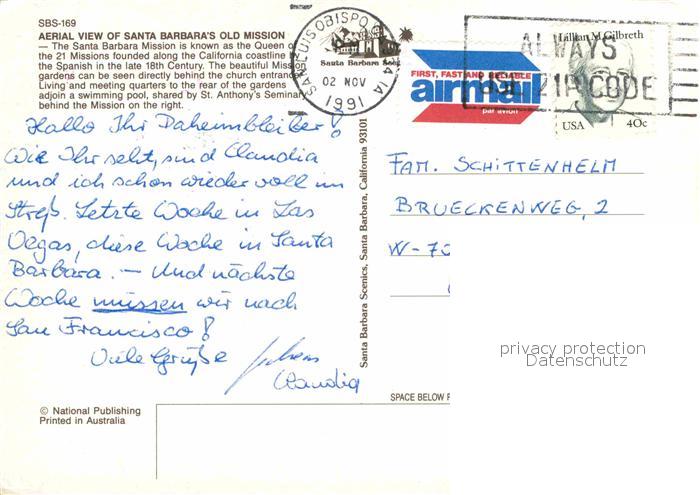 SBS-169
AERIAL VIEW OF SANTA BARBARA'S OLD MISSION
— The Santa Barbara Mission is known as the Queen of
the 21 Missions founded along the California coastline
the Spanish in the late 18th Century. The beautiful Mission
gardens can be seen directly behind the church entrance
Living and meeting quarters to the rear of the gardens
adjoin a swimming pool, shared by St. Anthony's Seminary
behind the Mission on the right.
Hallo Ihr Daheimbleiber!
Wie Ihr seht, sind Claudia
und ich schon wieder voll im
Streß. Letzte Woche in Las
Vegas, diese Woche in Santa
Barbara. – Und nächste
Woche müssen wir nach
San Francisco!
Viele Grüße
Claudia
© National Publishing
Printed in Australia
SAN LUIS OBISPO
02 NOV
1991
Santa Barbara Scenics, Santa Barbara, California 93101
FIRST, FAST AND RELIABLE
airmail
par avion
ALWAYS
USE ZIP CODE
Lillian M. Gilbreth
USA 40c
FAM. SCHITTENHELM
BRUECKENWEG, 2
W-70
privacy protection
Datenschutz
SPACE BELOW